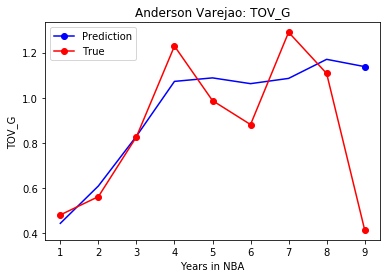 Anderson Varejao: TOV_G
Prediction
True
TOV_G
1.2
1.0
0.8
0.6
0.4
1 2 3 4 5 6 7 8 9
Years in NBA